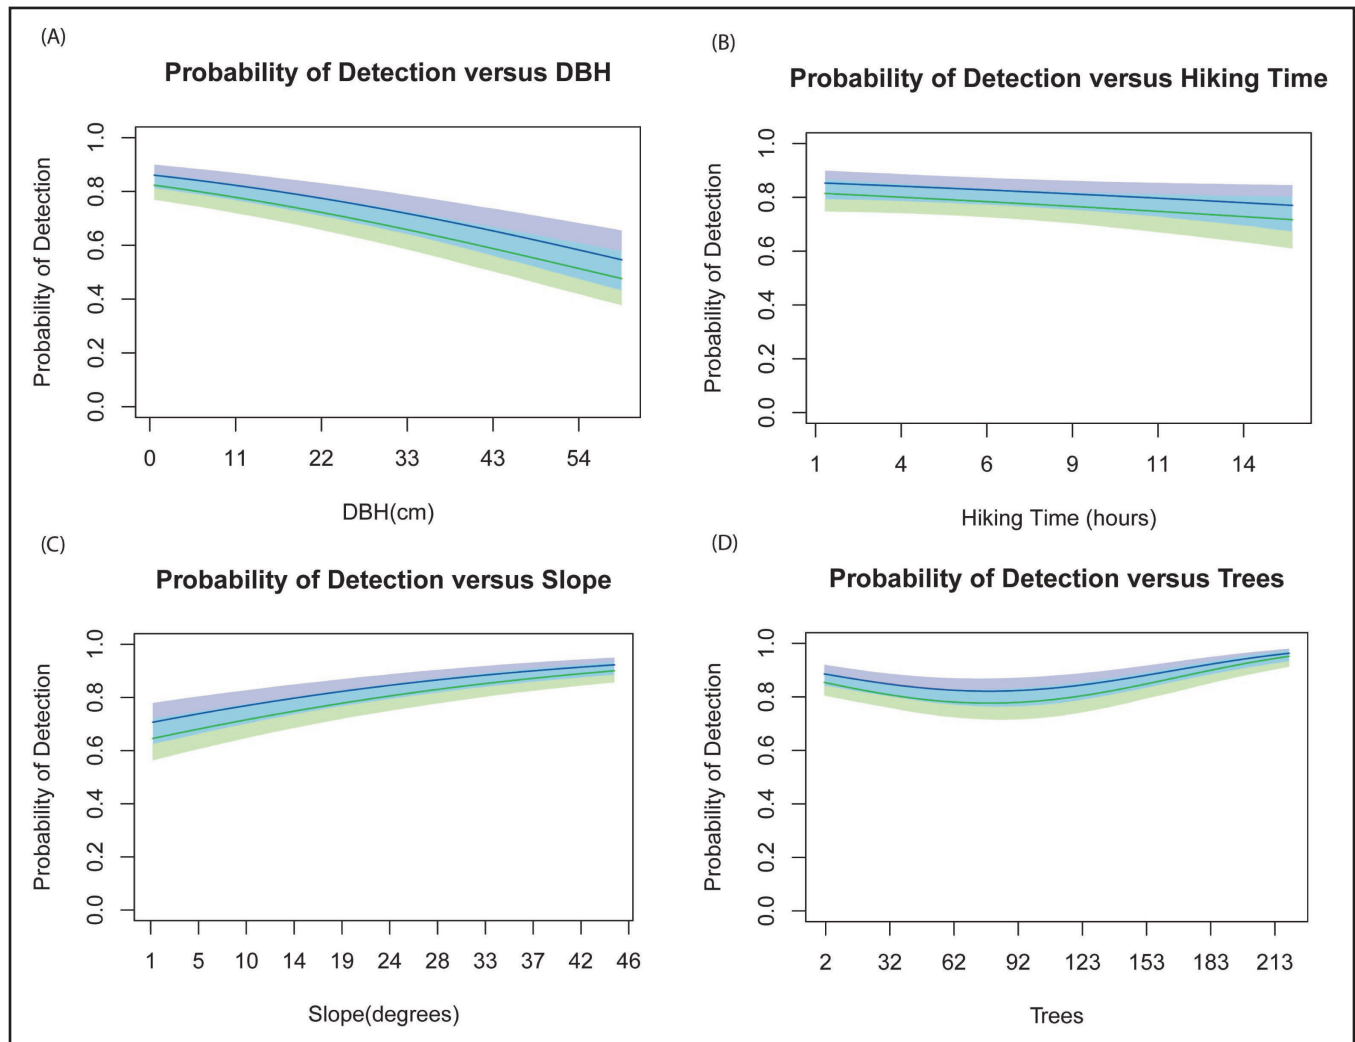 (A)
Probability of Detection versus DBH
Probability of Detection
0.0 0.2 0.4 0.6 0.8 1.0
0 11 22 33 43 54
DBH(cm)
(B)
Probability of Detection versus Hiking Time
Probability of Detection
0.0 0.2 0.4 0.6 0.8 1.0
1 4 6 9 11 14
Hiking Time (hours)
(C)
Probability of Detection versus Slope
Probability of Detection
0.0 0.2 0.4 0.6 0.8 1.0
1 5 10 14 19 24 28 33 37 42 46
Slope(degrees)
(D)
Probability of Detection versus Trees
Probability of Detection
0.0 0.2 0.4 0.6 0.8 1.0
2 32 62 92 123 153 183 213
Trees